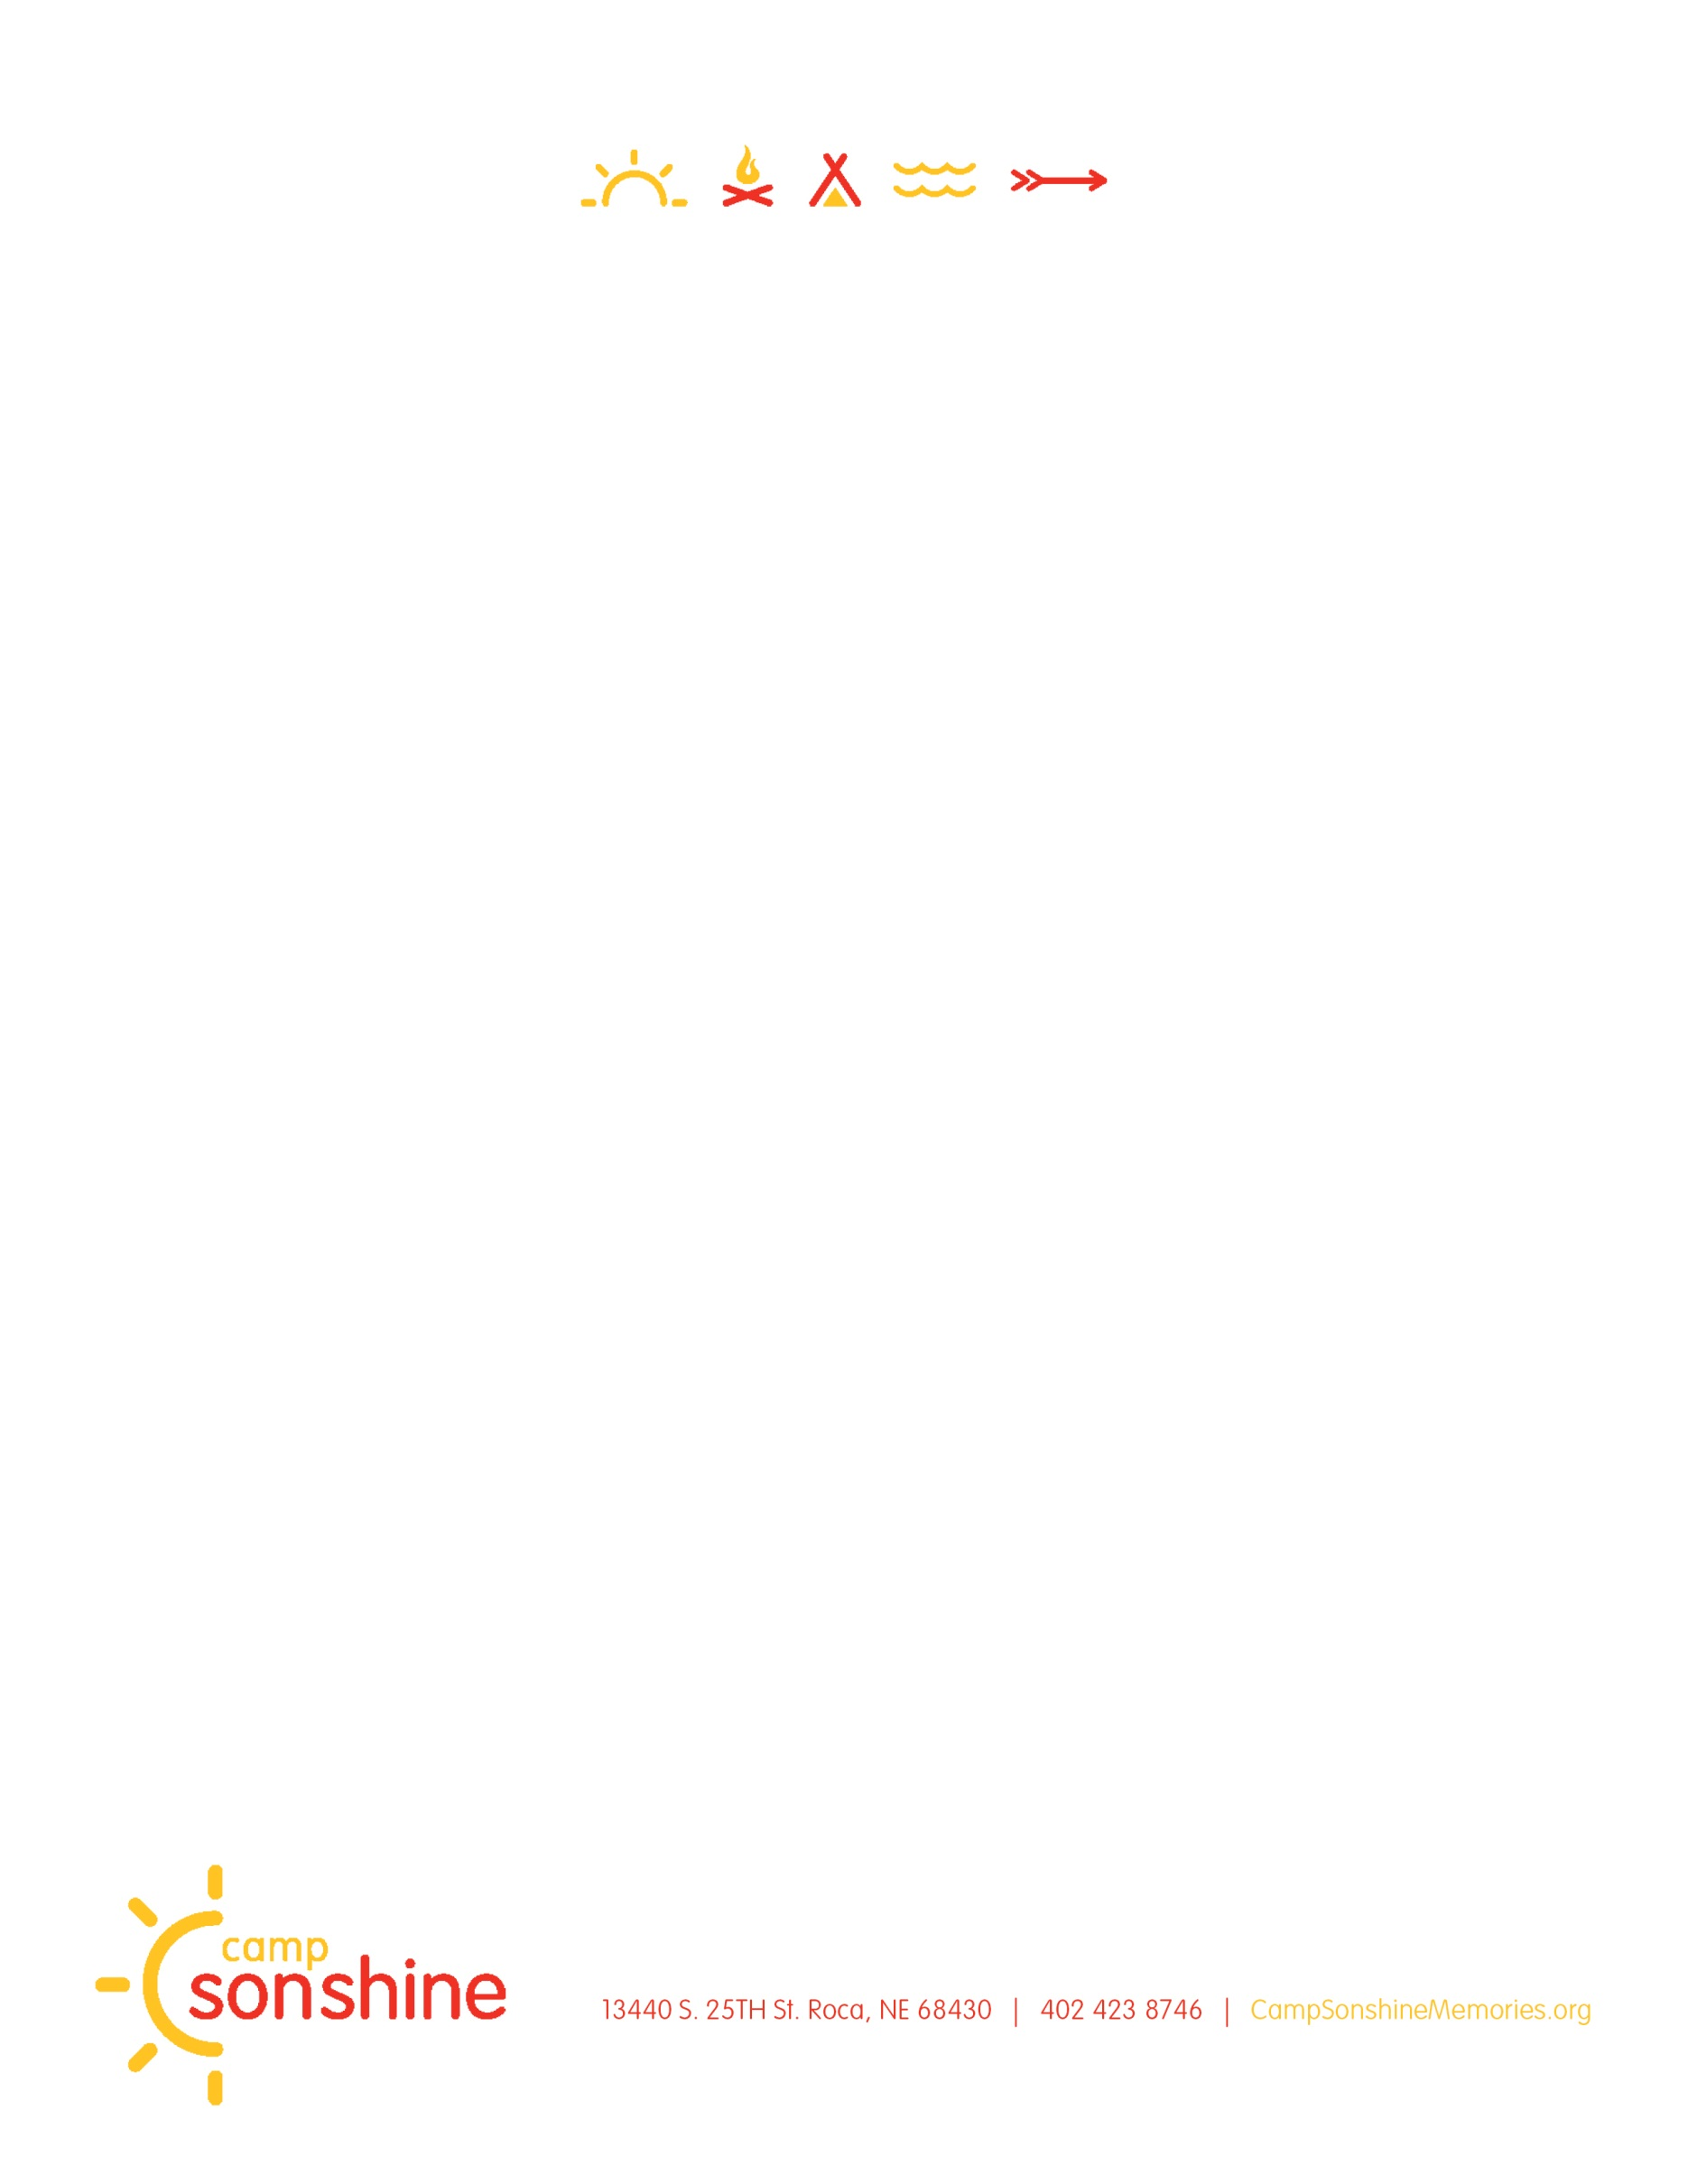 camp
sonshine
13440 S. 25TH St. Roca, NE 68430 | 402 423 8746 | CampSonshineMemories.org